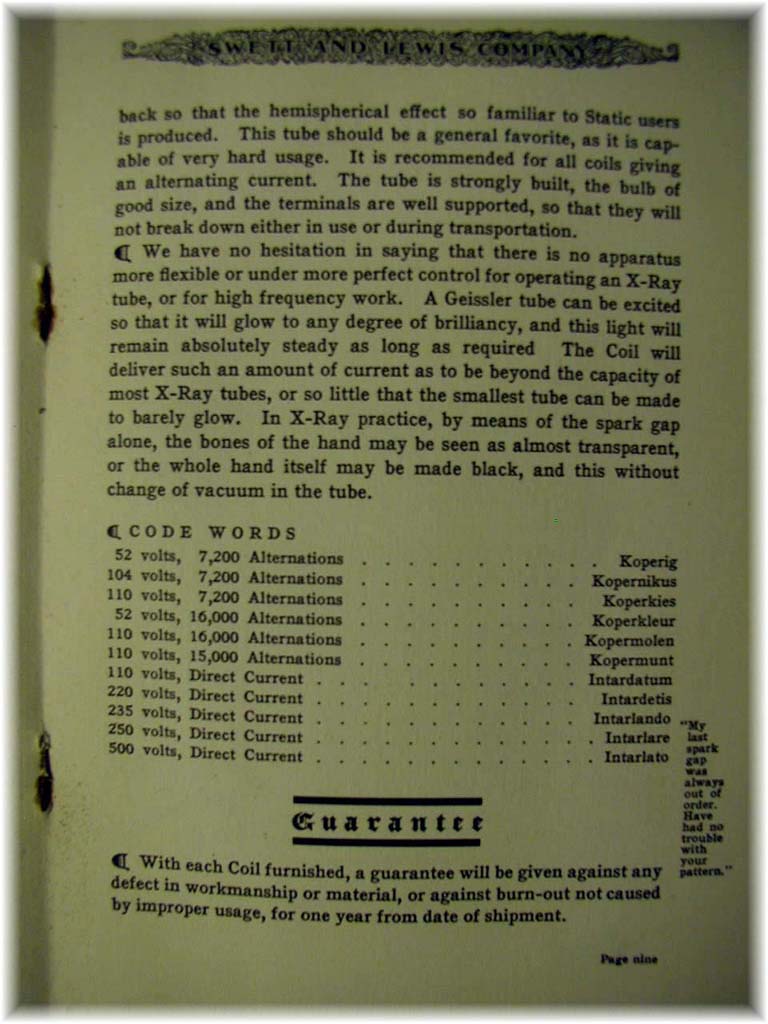 SWETT AND LEWIS COMPANY
back so that the hemispherical effect so familiar to Static users
is produced. This tube should be a general favorite, as it is cap-
able of very hard usage. It is recommended for all coils giving
an alternating current. The tube is strongly built, the bulb of
good size, and the terminals are well supported, so that they will
not break down either in use or during transportation.
¶ We have no hesitation in saying that there is no apparatus
more flexible or under more perfect control for operating an X-Ray
tube, or for high frequency work. A Geissler tube can be excited
so that it will glow to any degree of brilliancy, and this light will
remain absolutely steady as long as required The Coil will
deliver such an amount of current as to be beyond the capacity of
most X-Ray tubes, or so little that the smallest tube can be made
to barely glow. In X-Ray practice, by means of the spark gap
alone, the bones of the hand may be seen as almost transparent,
or the whole hand itself may be made black, and this without
change of vacuum in the tube.
¶ CODE WORDS
52 volts, 7,200 Alternations . . . . . . . . . . . Koperig
104 volts, 7,200 Alternations . . . . . . . . . . Kopernikus
110 volts, 7,200 Alternations . . . . . . . . . . Koperkies
52 volts, 16,000 Alternations . . . . . . . . . . Koperkleur
110 volts, 16,000 Alternations . . . . . . . . . . Kopermolen
110 volts, 15,000 Alternations . . . . . . . . . . Kopermunt
110 volts, Direct Current . . . . . . . . . . . . Intardatum
220 volts, Direct Current . . . . . . . . . . . . Intardetis
235 volts, Direct Current . . . . . . . . . . . . Intarlando
250 volts, Direct Current . . . . . . . . . . . . . Intarlare
500 volts, Direct Current . . . . . . . . . . . . . Intarlato
"My
last
spark
gap
was
always
out of
order.
Have
had no
trouble
with
your
pattern."
Guarantee
¶ With each Coil furnished, a guarantee will be given against any
defect in workmanship or material, or against burn-out not caused
by improper usage, for one year from date of shipment.
Page nine